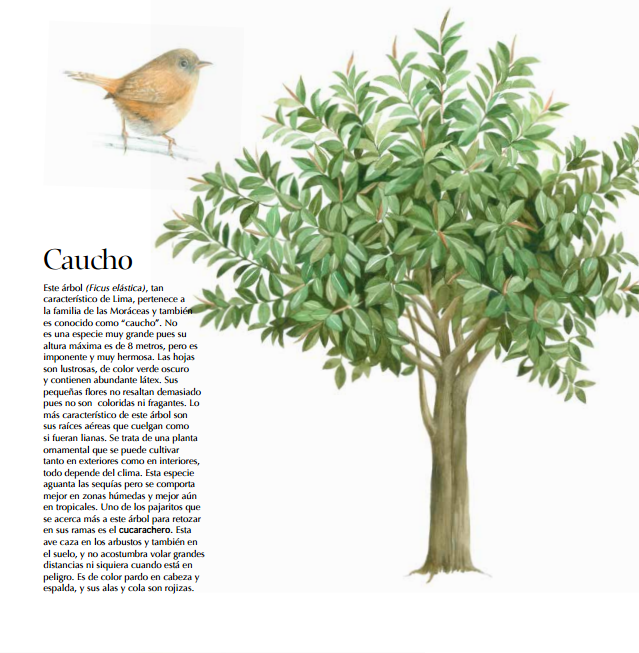 Caucho
Este árbol (Ficus elástica), tan
característico de Lima, pertenece a
la familia de las Moráceas y también
es conocido como “caucho”. No
es una especie muy grande pues su
altura máxima es de 8 metros, pero es
imponente y muy hermosa. Las hojas
son lustrosas, de color verde oscuro
y contienen abundante látex. Sus
pequeñas flores no resaltan demasiado
pues no son coloridas ni fragantes. Lo
más característico de este árbol son
sus raíces aéreas que cuelgan como
si fueran lianas. Se trata de una planta
ornamental que se puede cultivar
tanto en exteriores como en interiores,
todo depende del clima. Esta especie
aguanta las sequías pero se comporta
mejor en zonas húmedas y mejor aún
en tropicales. Uno de los pajaritos que
se acerca más a este árbol para retozar
en sus ramas es el cucarachero. Esta
ave caza en los arbustos y también en
el suelo, y no acostumbra volar grandes
distancias ni siquiera cuando está en
peligro. Es de color pardo en cabeza y
espalda, y sus alas y cola son rojizas.